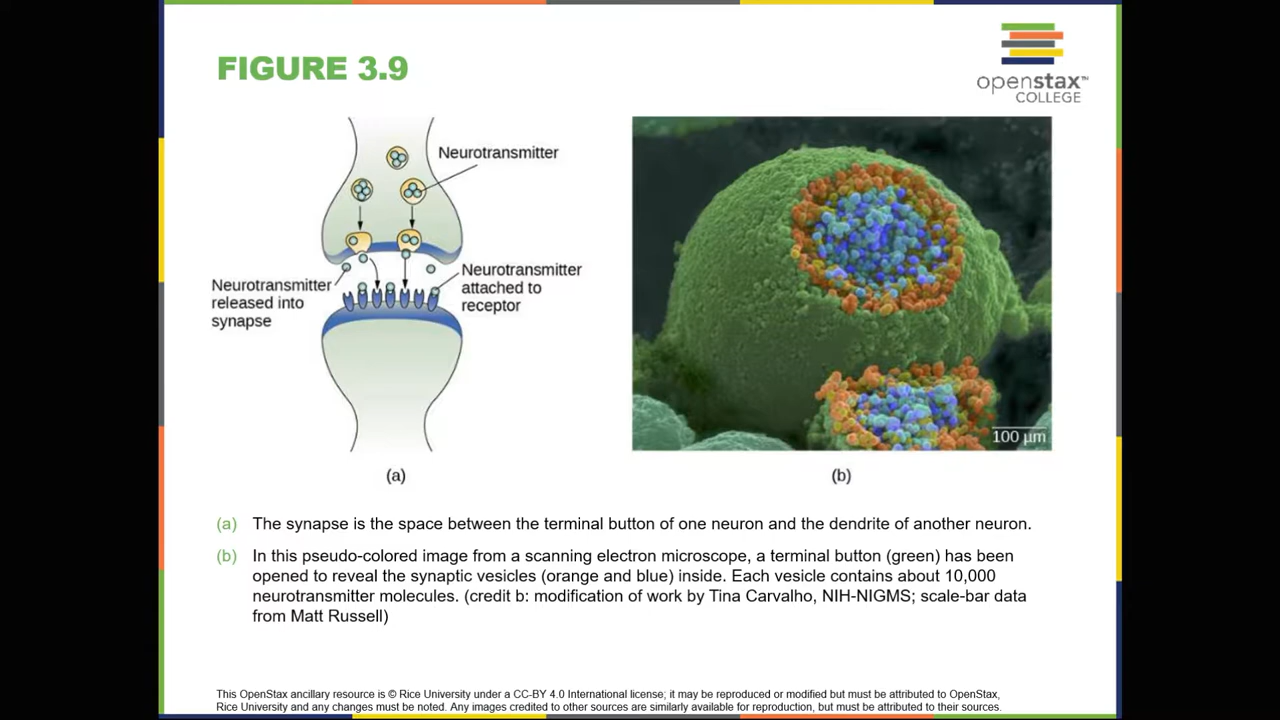 FIGURE 3.9
openstax™
COLLEGE
Neurotransmitter
Neurotransmitter
released into
synapse
Neurotransmitter
attached to
receptor
(a)
100 µm
(b)
(a) The synapse is the space between the terminal button of one neuron and the dendrite of another neuron.
(b) In this pseudo-colored image from a scanning electron microscope, a terminal button (green) has been
opened to reveal the synaptic vesicles (orange and blue) inside. Each vesicle contains about 10,000
neurotransmitter molecules. (credit b: modification of work by Tina Carvalho, NIH-NIGMS; scale-bar data
from Matt Russell)
This OpenStax ancillary resource is © Rice University under a CC-BY 4.0 International license; it may be reproduced or modified but must be attributed to OpenStax,
Rice University and any changes must be noted. Any images credited to other sources are similarly available for reproduction, but must be attributed to their sources.